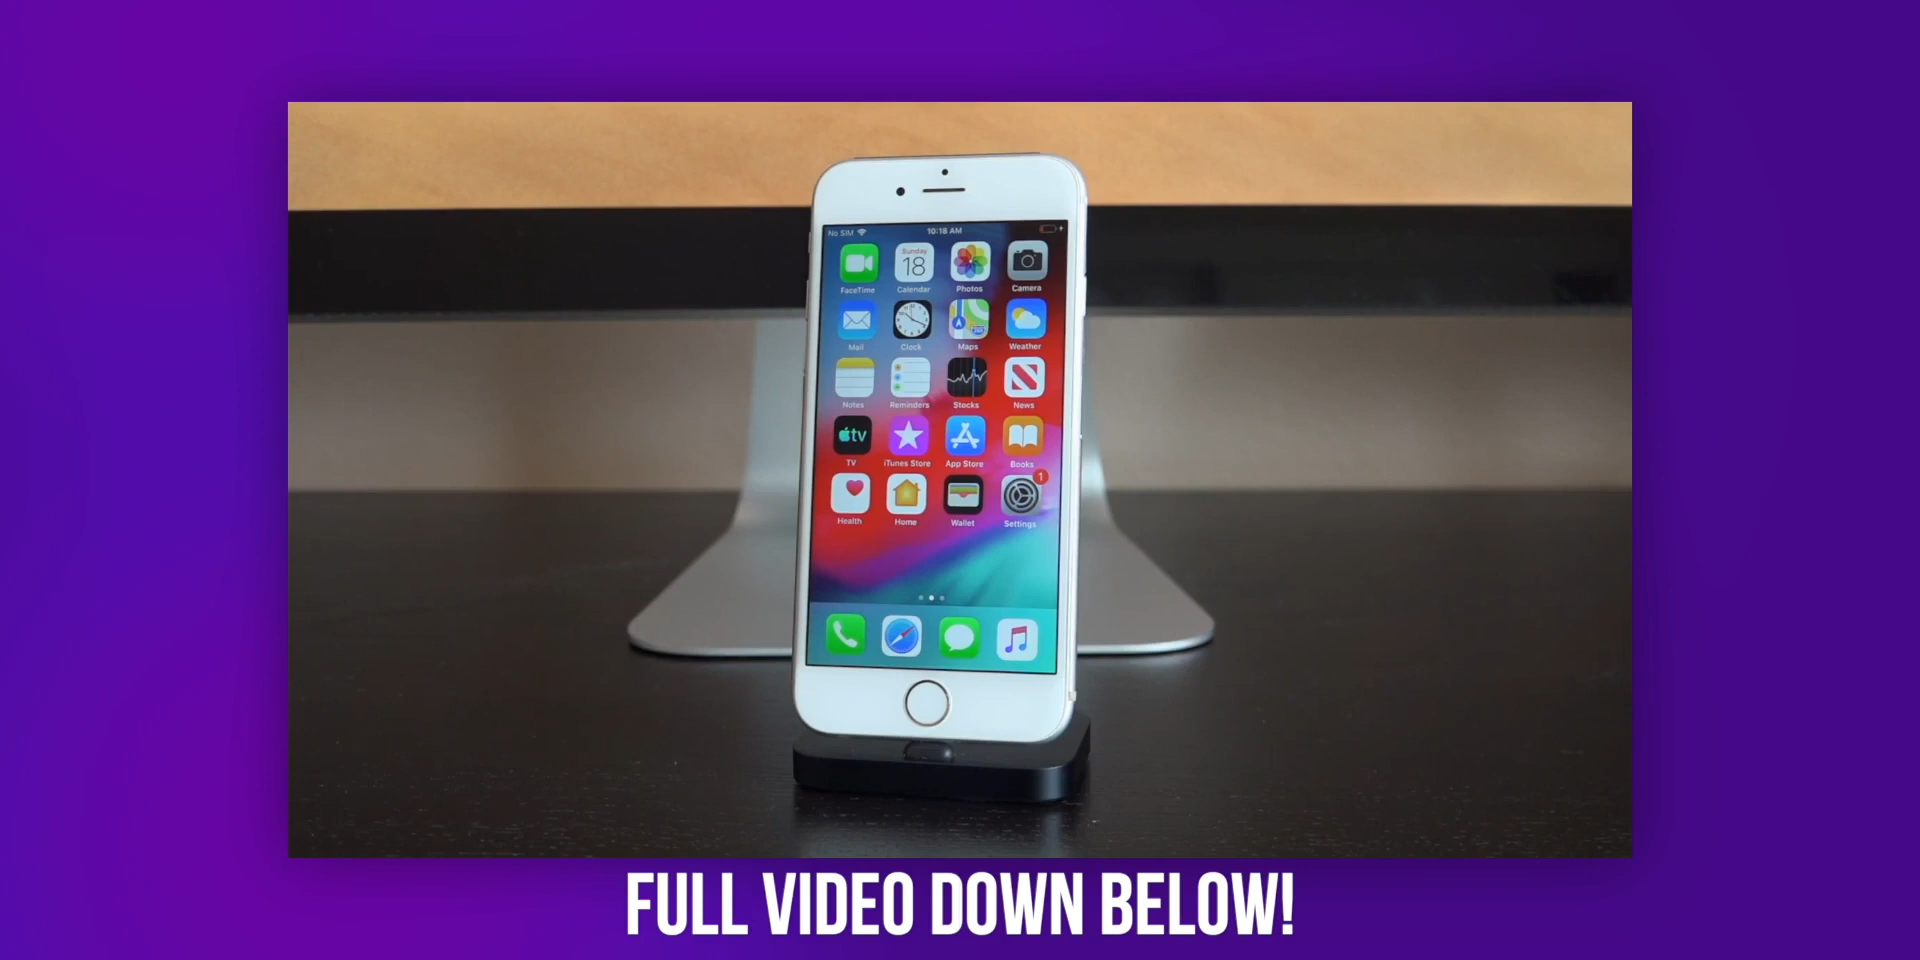 No SIM 10:18 AM
Sunday
18
FaceTime Calendar Photos Camera
Mail Clock Maps Weather
Notes Reminders Stocks News
tv
TV iTunes Store App Store Books
1
Health Home Wallet Settings
FULL VIDEO DOWN BELOW!